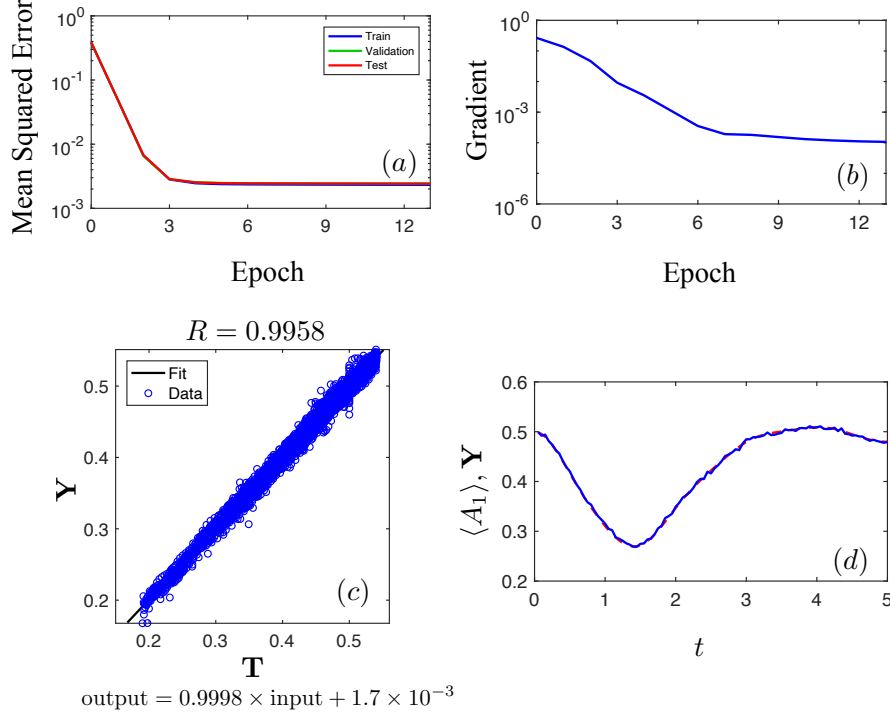 Mean Squared Error
10^0
10^-1
10^-2
10^-3
0 3 6 9 12
Epoch
Train
Validation
Test
(a)
Gradient
10^0
10^-3
10^-6
0 3 6 9 12
Epoch
(b)
R = 0.9958
Y
0.5
0.4
0.3
0.2
0.2 0.3 0.4 0.5
T
Fit
Data
(c)
output = 0.9998 × input + 1.7 × 10^-3
⟨A_1⟩, Y
0.6
0.5
0.4
0.3
0.2
0 1 2 3 4 5
t
(d)